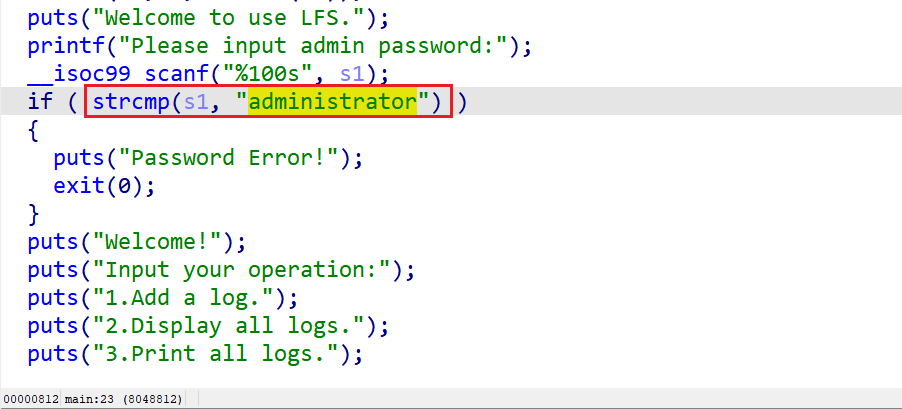 puts("Welcome to use LFS.");
printf("Please input admin password:");
__isoc99_scanf("%100s", s1);
if ( strcmp(s1, "administrator") )
{
puts("Password Error!");
exit(0);
}
puts("Welcome!");
puts("Input your operation:");
puts("1.Add a log.");
puts("2.Display all logs.");
puts("3.Print all logs.");
00000812 main:23 (8048812)